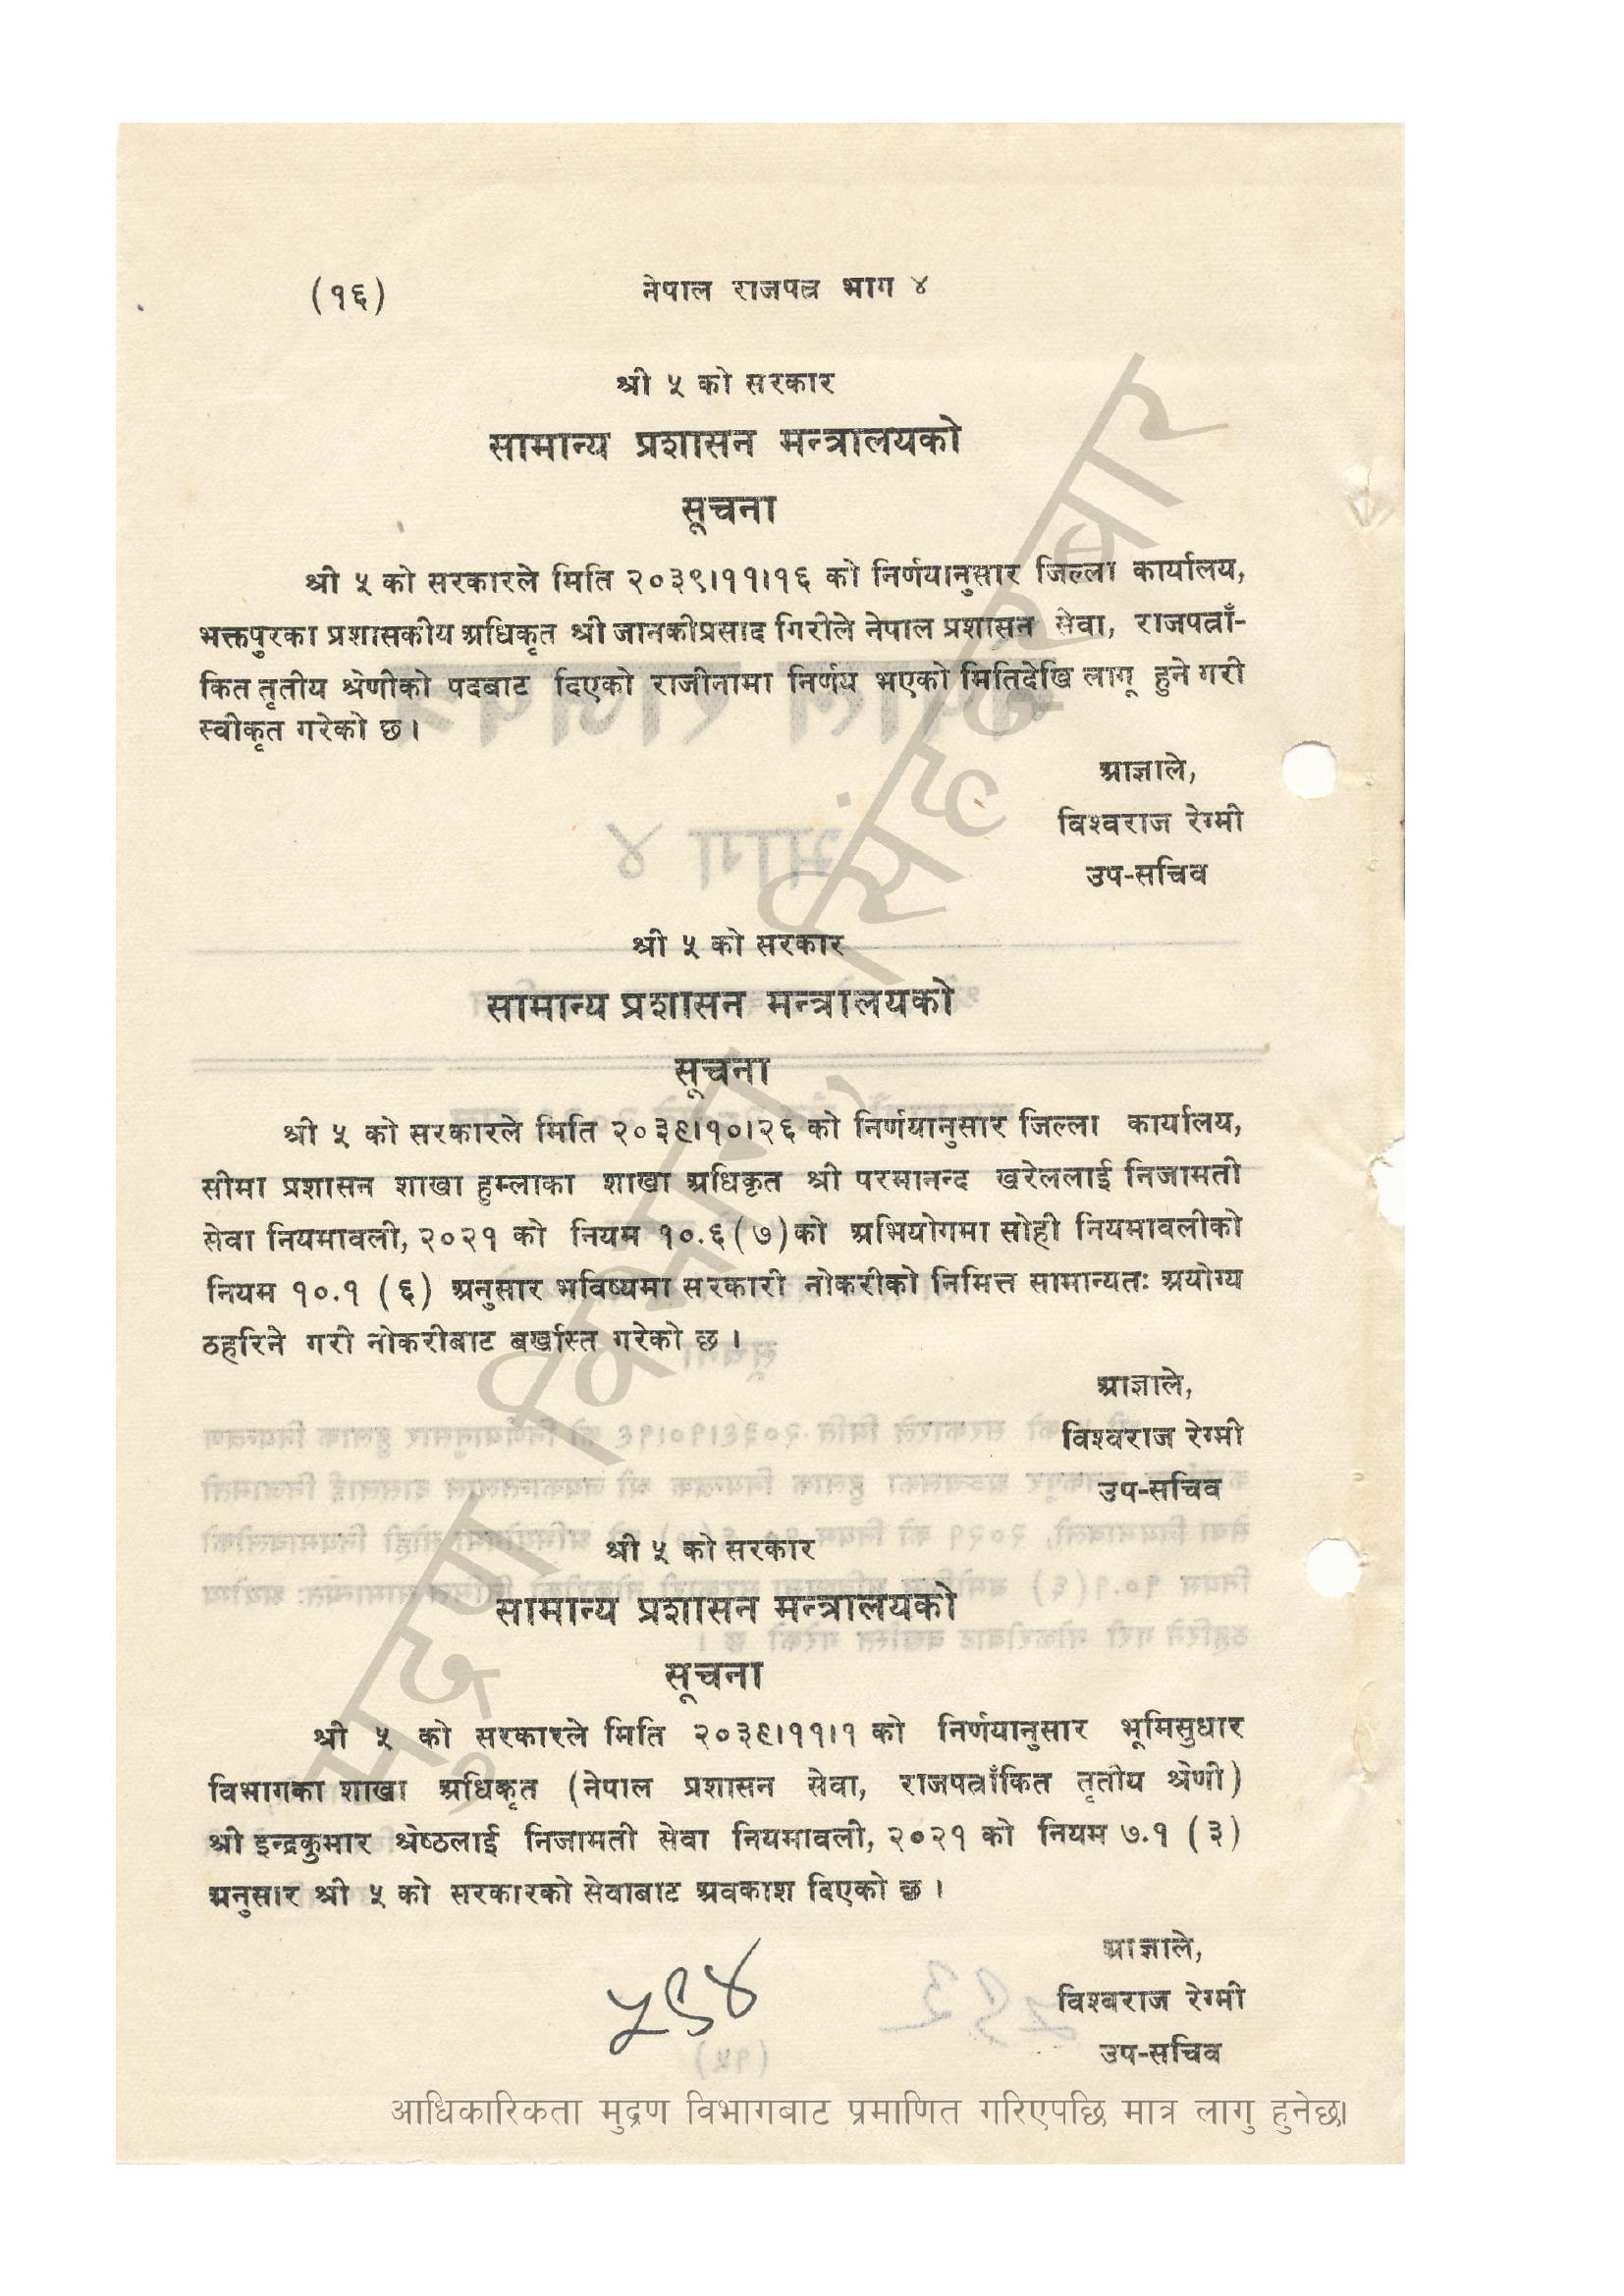 (१६)
नेपाल राजपत्र भाग ४
श्री ५ को सरकार
सामान्य प्रशासन मन्त्रालयको
सूचना
श्री ५ को सरकारले मिति २०३९।११।१६ को निर्णयानुसार जिल्ला कार्यालय,
भक्तपुरका प्रशासकीय अधिकृत श्री जानकीप्रसाद गिरीले नेपाल प्रशासन सेवा, राजपत्राँ-
कित तृतीय श्रेणीको पदबाट दिएको राजीनामा निर्णय भएको मितिदेखि लागू हुने गरी
स्वीकृत गरेको छ।
आज्ञाले,
विश्वराज रेग्मी
उप-सचिव
श्री ५ को सरकार
सामान्य प्रशासन मन्त्रालयको
सूचना
श्री ५ को सरकारले मिति २०३९।१०।२६ को निर्णयानुसार जिल्ला कार्यालय,
सीमा प्रशासन शाखा हुम्लाका शाखा अधिकृत श्री परमानन्द खरेललाई निजामती
सेवा नियमावली, २०२१ को नियम १०.६(७)को अभियोगमा सोही नियमावलीको
नियम १०.१ (६) अनुसार भविष्यमा सरकारी नोकरीको निमित्त सामान्यतः अयोग्य
ठहरिने गरी नोकरीबाट बर्खास्त गरेको छ।
आज्ञाले,
विश्वराज रेग्मी
उप-सचिव
श्री ५ को सरकार
सामान्य प्रशासन मन्त्रालयको
सूचना
श्री ५ को सरकारले मिति २०३९।११।१ को निर्णयानुसार भूमिसुधार
विभागका शाखा अधिकृत (नेपाल प्रशासन सेवा, राजपत्राँकित तृतीय श्रेणी)
श्री इन्द्रकुमार श्रेष्ठलाई निजामती सेवा नियमावली, २०२१ को नियम ७.१ (३)
अनुसार श्री ५ को सरकारको सेवाबाट अवकाश दिएको छ।
आज्ञाले,
विश्वराज रेग्मी
उप-सचिव
५९४
मुद्रण विभाग, सिंहदरबार
आधिकारिकता मुद्रण विभागबाट प्रमाणित गरिएपछि मात्र लागु हुनेछ।